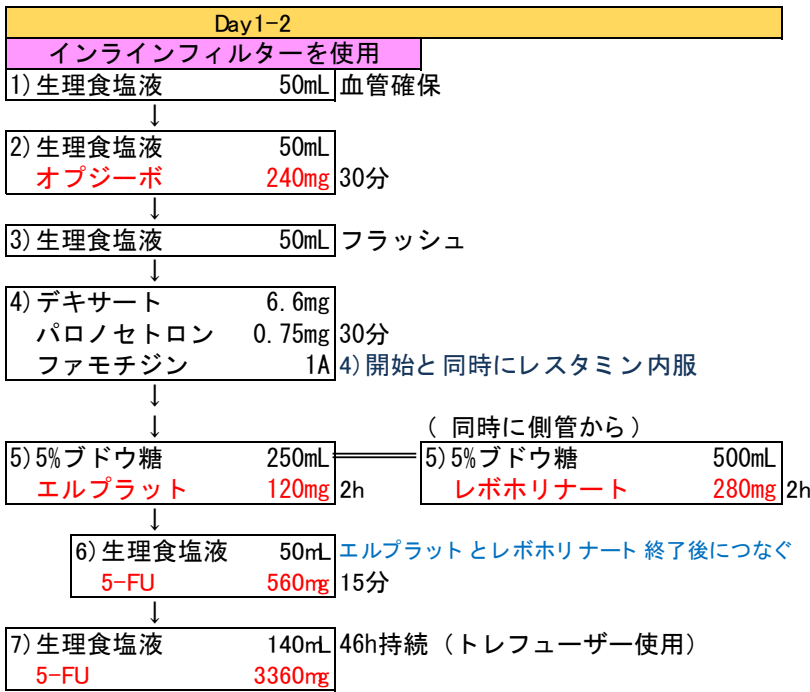 Day1-2
インラインフィルターを使用
1)生理食塩液 50mL 血管確保
↓
2)生理食塩液 50mL
オプジーボ 240mg 30分
↓
3)生理食塩液 50mL フラッシュ
↓
4)デキサート 6.6mg
パロノセトロン 0.75mg 30分
ファモチジン 1A 4)開始と同時にレスタミン内服
↓
↓ (同時に側管から)
5)5%ブドウ糖 250mL 5)5%ブドウ糖 500mL
エルプラット 120mg 2h レボホリナート 280mg 2h
↓
6)生理食塩液 50mL エルプラットとレボホリナート終了後につなぐ
5-FU 560mg 15分
↓
7)生理食塩液 140mL 46h持続(トレフューザー使用)
5-FU 3360mg